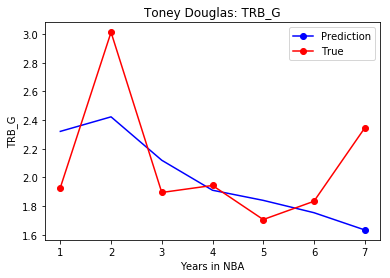 Toney Douglas: TRB_G
Prediction
True
TRB_G
3.0
2.8
2.6
2.4
2.2
2.0
1.8
1.6
1 2 3 4 5 6 7
Years in NBA